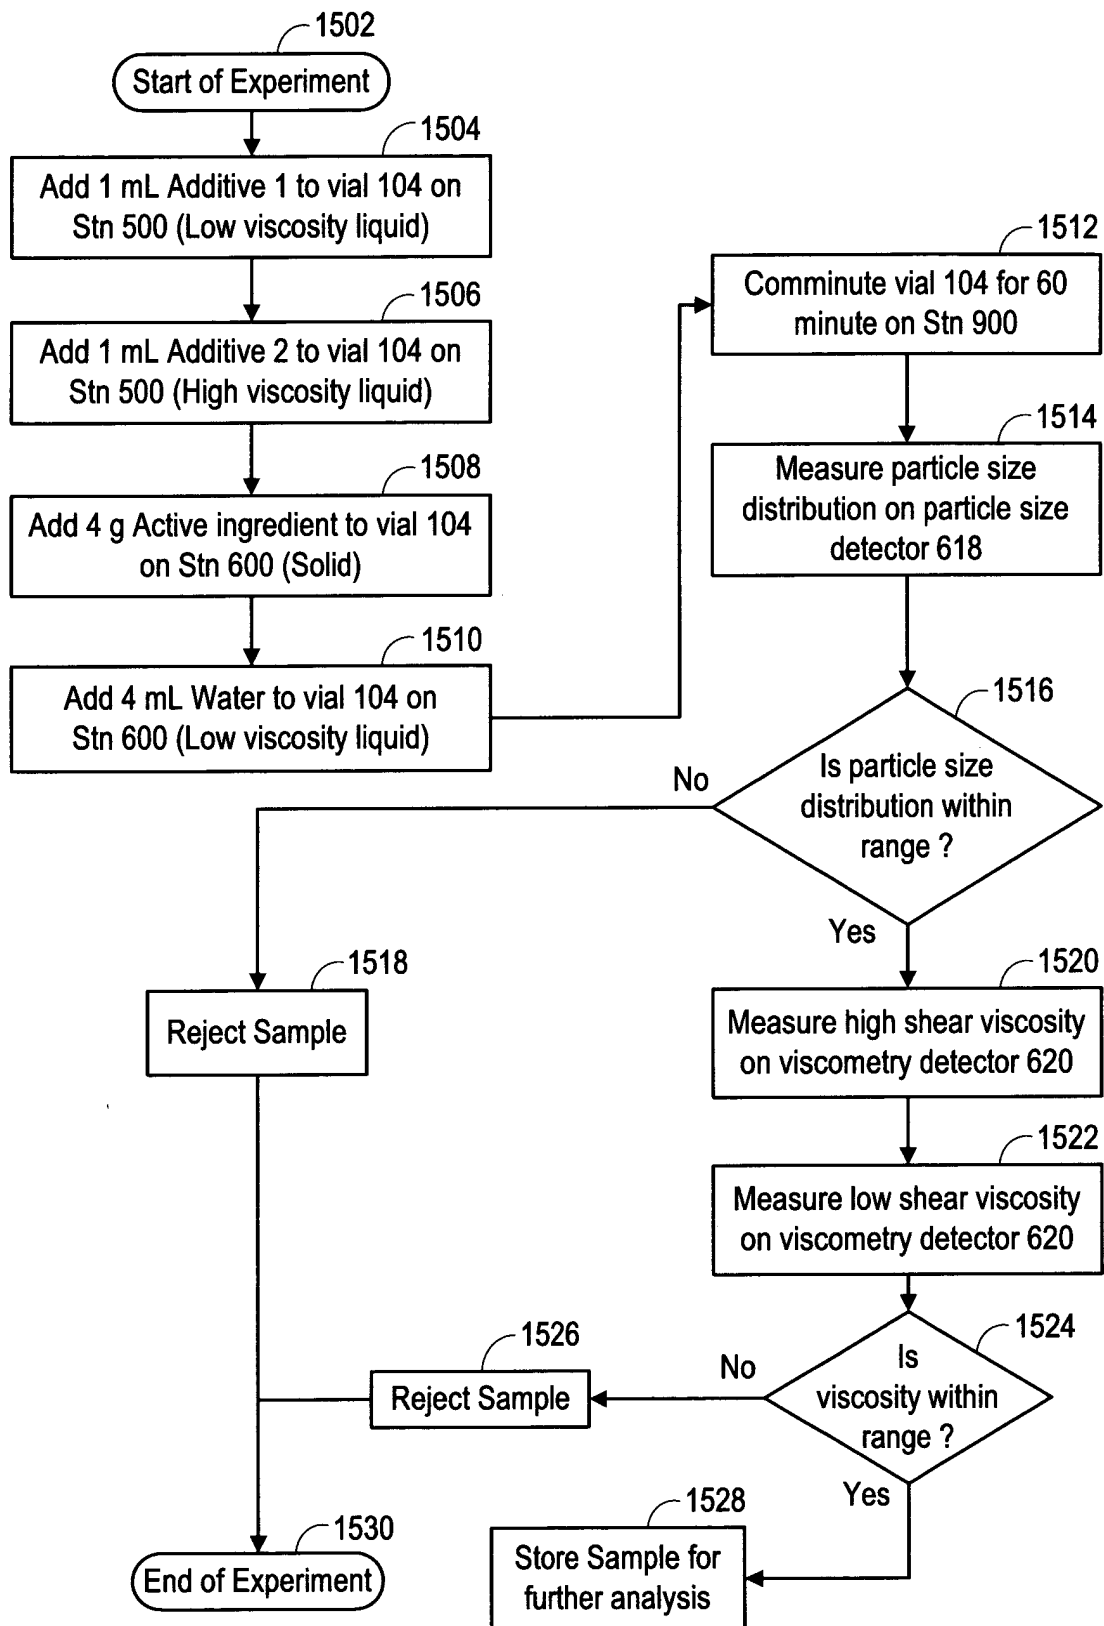 1502
Start of Experiment
1504
Add 1 mL Additive 1 to vial 104 on
Stn 500 (Low viscosity liquid)
1506
Add 1 mL Additive 2 to vial 104 on
Stn 500 (High viscosity liquid)
1508
Add 4 g Active ingredient to vial 104
on Stn 600 (Solid)
1510
Add 4 mL Water to vial 104 on
Stn 600 (Low viscosity liquid)
1512
Comminute vial 104 for 60
minute on Stn 900
1514
Measure particle size
distribution on particle size
detector 618
1516
Is particle size
distribution within
range ?
No
Yes
1518
Reject Sample
1520
Measure high shear viscosity
on viscometry detector 620
1522
Measure low shear viscosity
on viscometry detector 620
1524
Is
viscosity within
range ?
No
Yes
1526
Reject Sample
1528
Store Sample for
further analysis
1530
End of Experiment